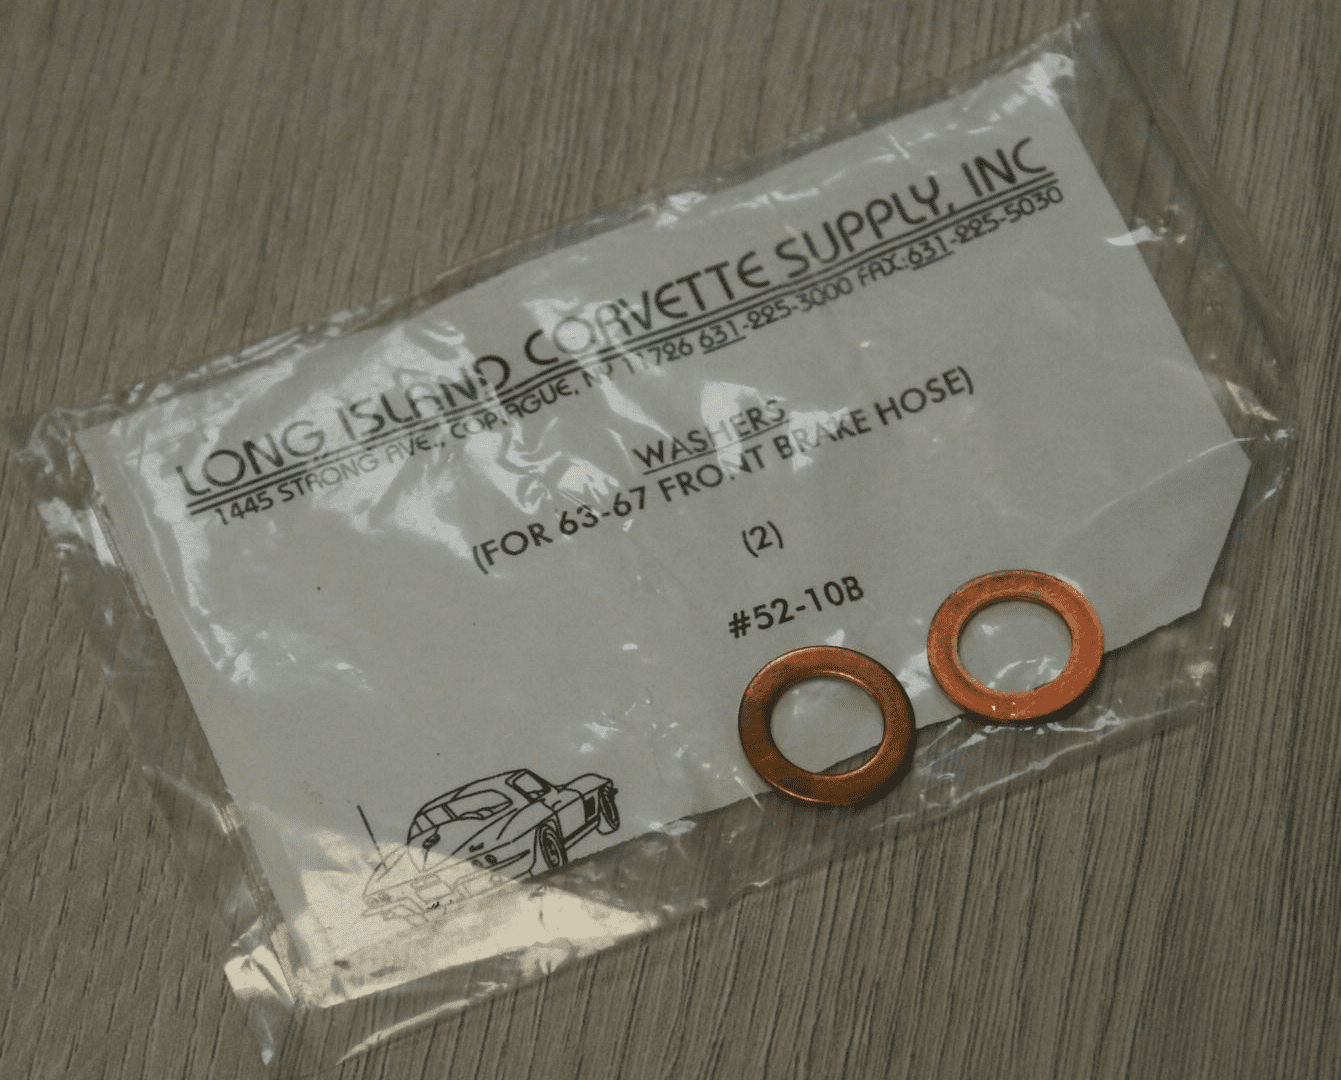 LONG ISLAND CORVETTE SUPPLY, INC
1445 STRONG AVE., COPIAGUE, NY 11726 631-225-3000 FAX:631-225-5030
WASHERS
(FOR 63-67 FRONT BRAKE HOSE)
(2)
#52-10B